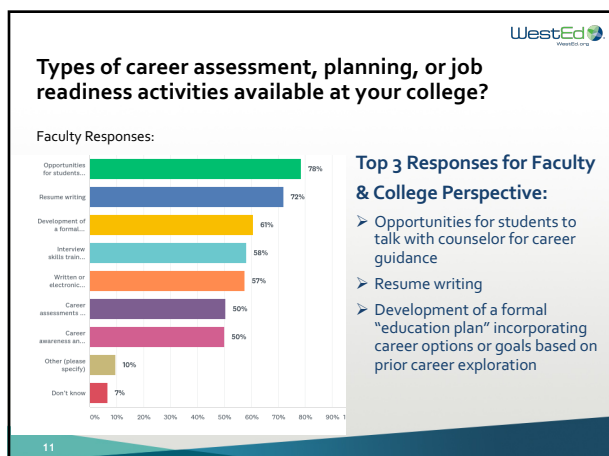 WestEd
WestEd.org
Types of career assessment, planning, or job
readiness activities available at your college?
Faculty Responses:
Opportunities
for students...
78%
Resume writing
72%
Development of
a formal...
61%
Interview
skills train...
58%
Written or
electronic...
57%
Career
assessments ...
50%
Career
awareness an...
50%
Other (please
specify)
10%
Don't know
7%
0% 10% 20% 30% 40% 50% 60% 70% 80% 90% 1
Top 3 Responses for Faculty
& College Perspective:
➢ Opportunities for students to
talk with counselor for career
guidance
➢ Resume writing
➢ Development of a formal
“education plan” incorporating
career options or goals based on
prior career exploration
11